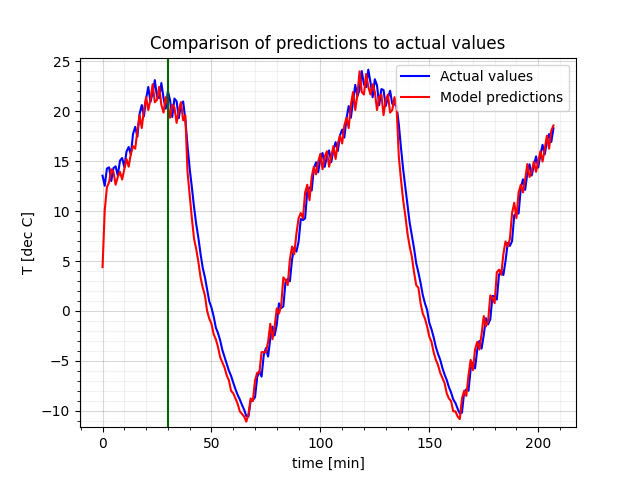 Comparison of predictions to actual values
Actual values
Model predictions
T [dec C]
25
20
15
10
5
0
−5
−10
0 50 100 150 200
time [min]